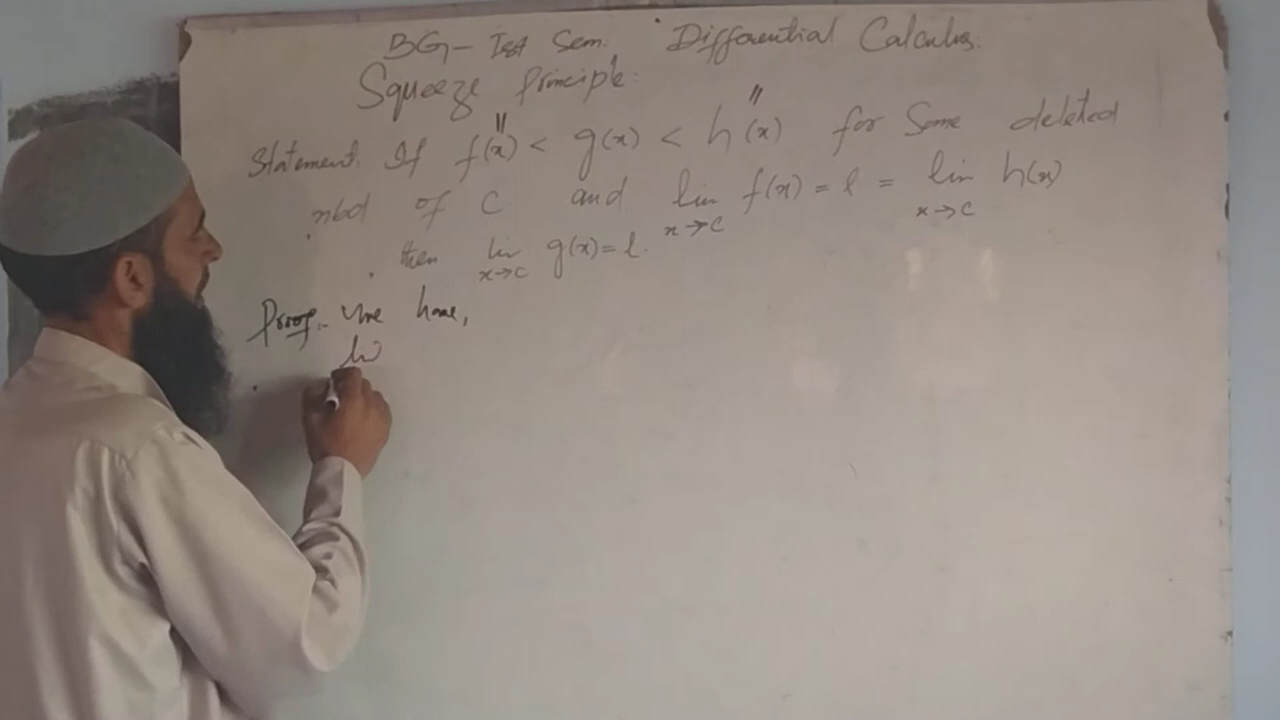 BG - Ist Sem. Differential Calculus.
Squeeze Principle:
Statement. If f(x) < g(x) < h(x) for Some deleted
nbd of C and lim x→C f(x) = l = lim x→C h(x)
then lim x→C g(x) = l.
Proof:- We have,
li